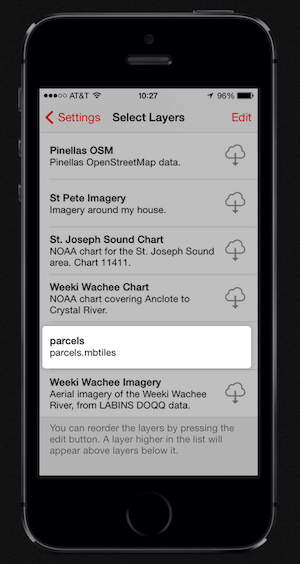 AT&T 10:27 96%
Settings Select Layers Edit
Pinellas OSM
Pinellas OpenStreetMap data.
St Pete Imagery
Imagery around my house.
St. Joseph Sound Chart
NOAA chart for the St. Joseph Sound
area. Chart 11411.
Weeki Wachee Chart
NOAA chart covering Anclote to
Crystal River.
parcels
parcels.mbtiles
Weeki Wachee Imagery
Aerial imagery of the Weeki Wachee
River, from LABINS DOQQ data.
You can reorder the layers by pressing the
edit button. A layer higher in the list will
appear above layers below it.